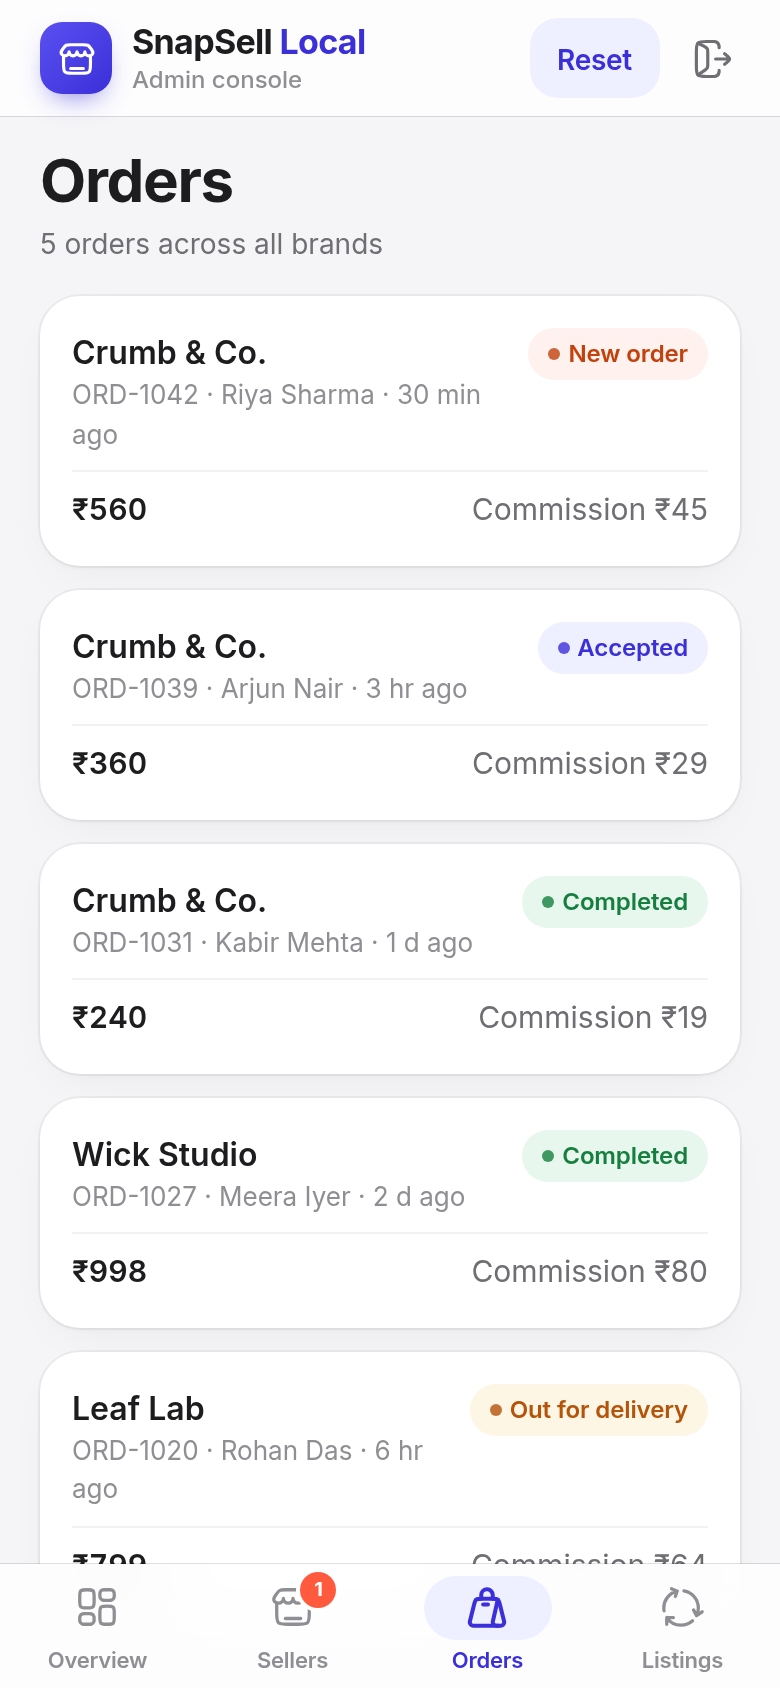 SnapSell Local
Admin console
Reset
Orders
5 orders across all brands
Crumb & Co.
New order
ORD-1042 · Riya Sharma · 30 min
ago
₹560
Commission ₹45
Crumb & Co.
Accepted
ORD-1039 · Arjun Nair · 3 hr ago
₹360
Commission ₹29
Crumb & Co.
Completed
ORD-1031 · Kabir Mehta · 1 d ago
₹240
Commission ₹19
Wick Studio
Completed
ORD-1027 · Meera Iyer · 2 d ago
₹998
Commission ₹80
Leaf Lab
Out for delivery
ORD-1020 · Rohan Das · 6 hr
ago
₹799
Commission ₹64
1
Overview
Sellers
Orders
Listings